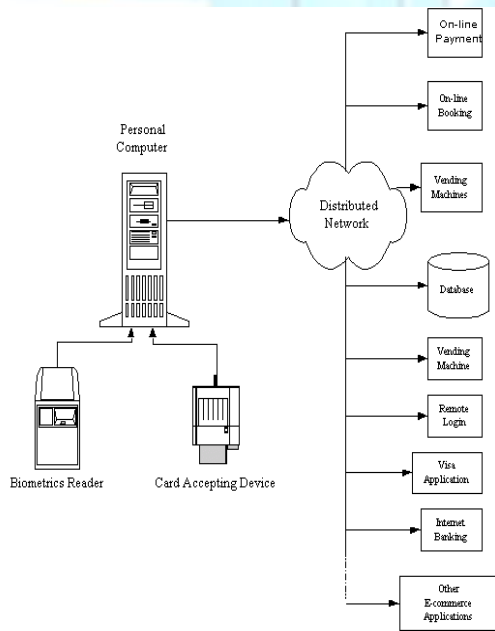 On-line
Payment
On-line
Booking
Personal
Computer
Vending
Machines
Distributed
Network
Database
Vending
Machine
Remote
Login
Biometrics Reader
Card Accepting Device
Visa
Application
Internet
Banking
Other
E-commerce
Applications